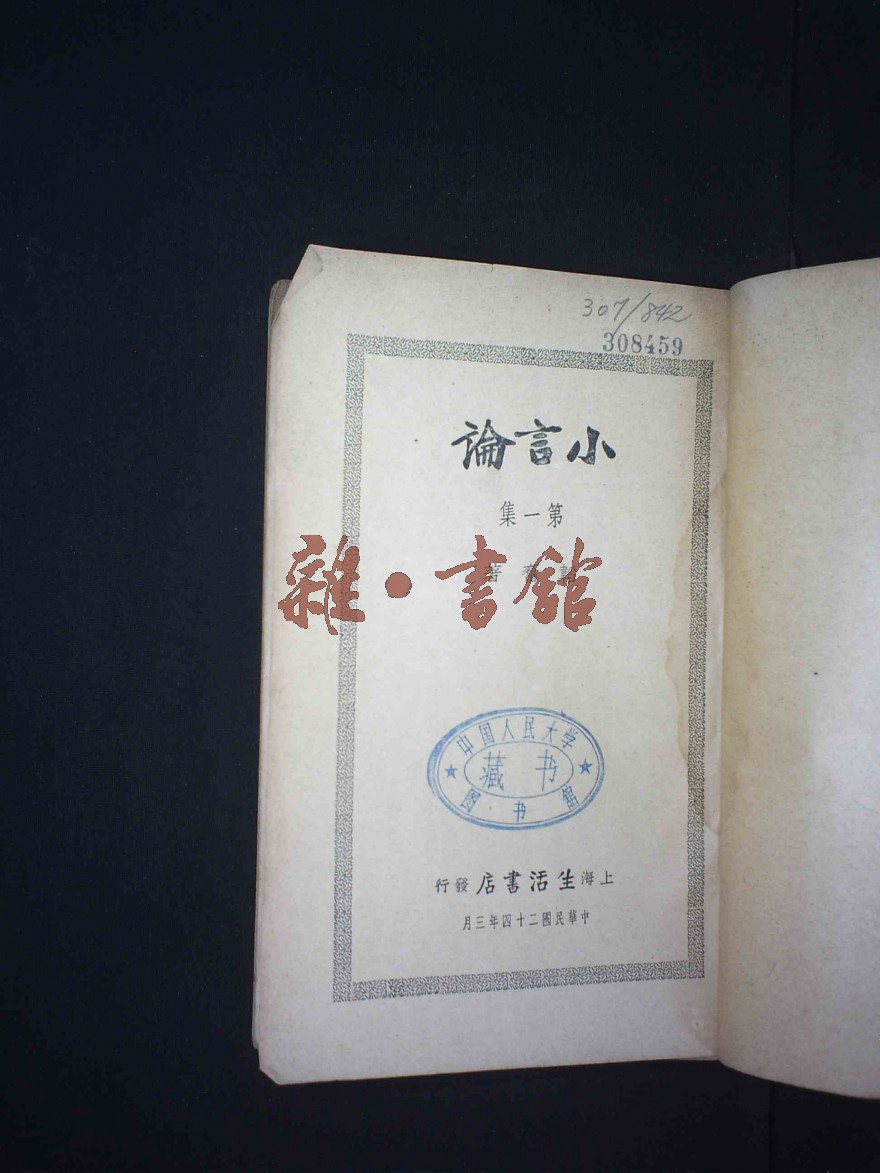 307/842
308459
小言論
第一集
韜奮著
雜·書館
中国人民大学
藏书
图书馆
上海生活書店發行
中華民國二十四年三月